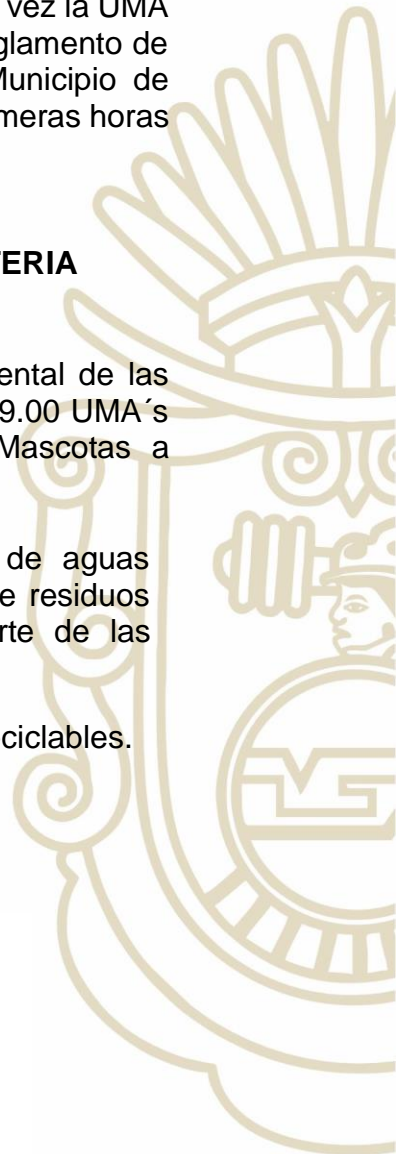 vez la UMA
glamento de
Municipio de
meras horas
TERIA
ental de las
9.00 UMA´s
Mascotas a
de aguas
e residuos
rte de las
ciclables.